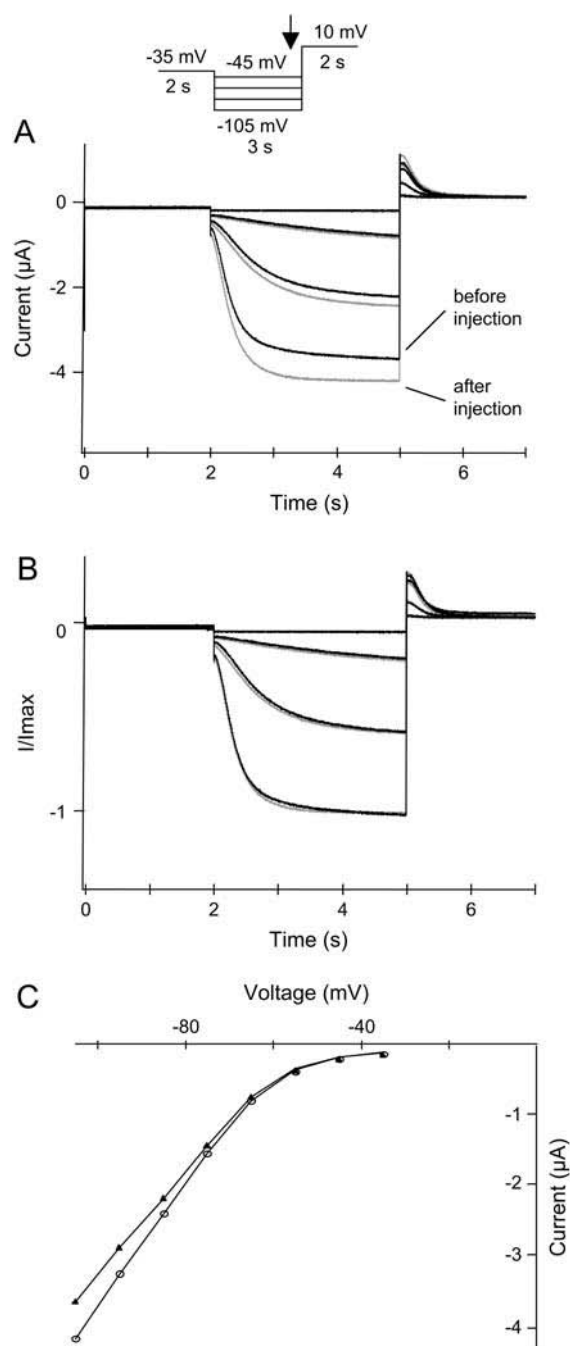 10 mV
-35 mV
-45 mV
2 s
2 s
-105 mV
3 s
A
0
-2
-4
Current (µA)
before
injection
after
injection
0
2
4
6
Time (s)
B
0
-1
I/Imax
0
2
4
6
Time (s)
C
Voltage (mV)
-80
-40
-1
-2
-3
-4
Current (µA)